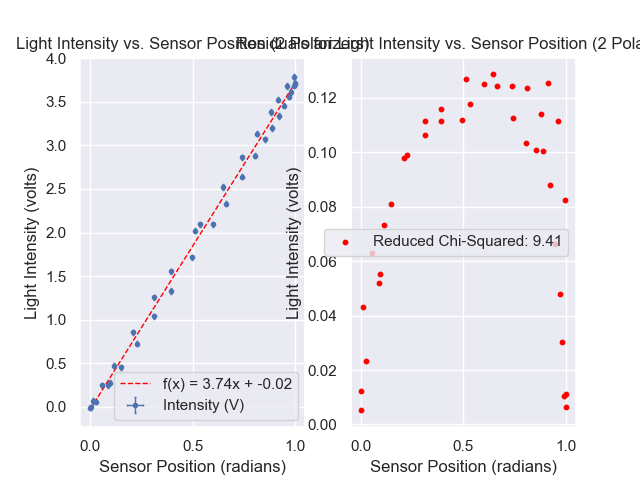 Light Intensity vs. Sensor Position (2 Polarizers)
Residuals for Light Intensity vs. Sensor Position (2 Pola
4.0
3.5
3.0
2.5
2.0
1.5
1.0
0.5
0.0
Light Intensity (volts)
f(x) = 3.74x + -0.02
Intensity (V)
0.0 0.5 1.0
Sensor Position (radians)
0.12
0.10
0.08
0.06
0.04
0.02
0.00
Light Intensity (volts)
Reduced Chi-Squared: 9.41
0.0 0.5 1.0
Sensor Position (radians)